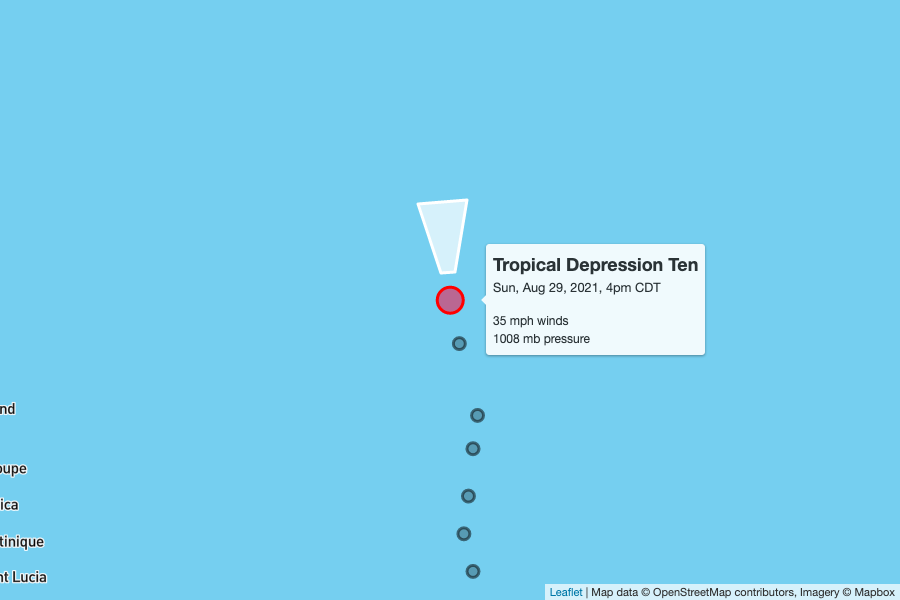 Tropical Depression Ten
Sun, Aug 29, 2021, 4pm CDT
35 mph winds
1008 mb pressure
nd
oupe
ica
tinique
nt Lucia
Leaflet | Map data © OpenStreetMap contributors, Imagery © Mapbox